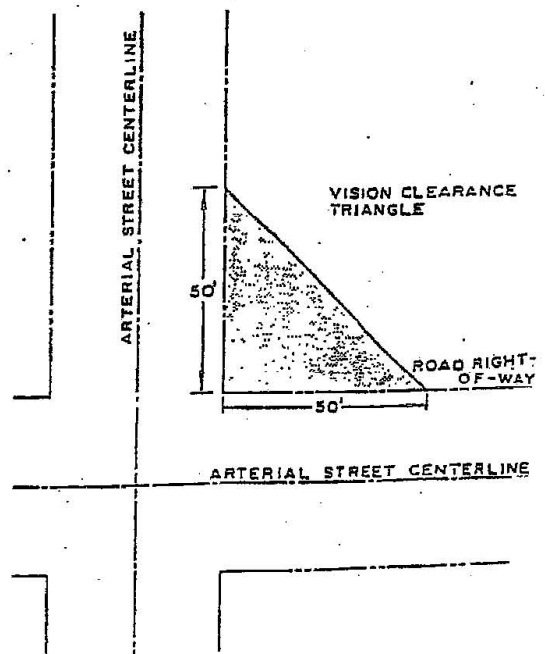 ARTERIAL STREET CENTERLINE
VISION CLEARANCE
TRIANGLE
50'
ROAD RIGHT-
OF-WAY
50'
ARTERIAL STREET CENTERLINE